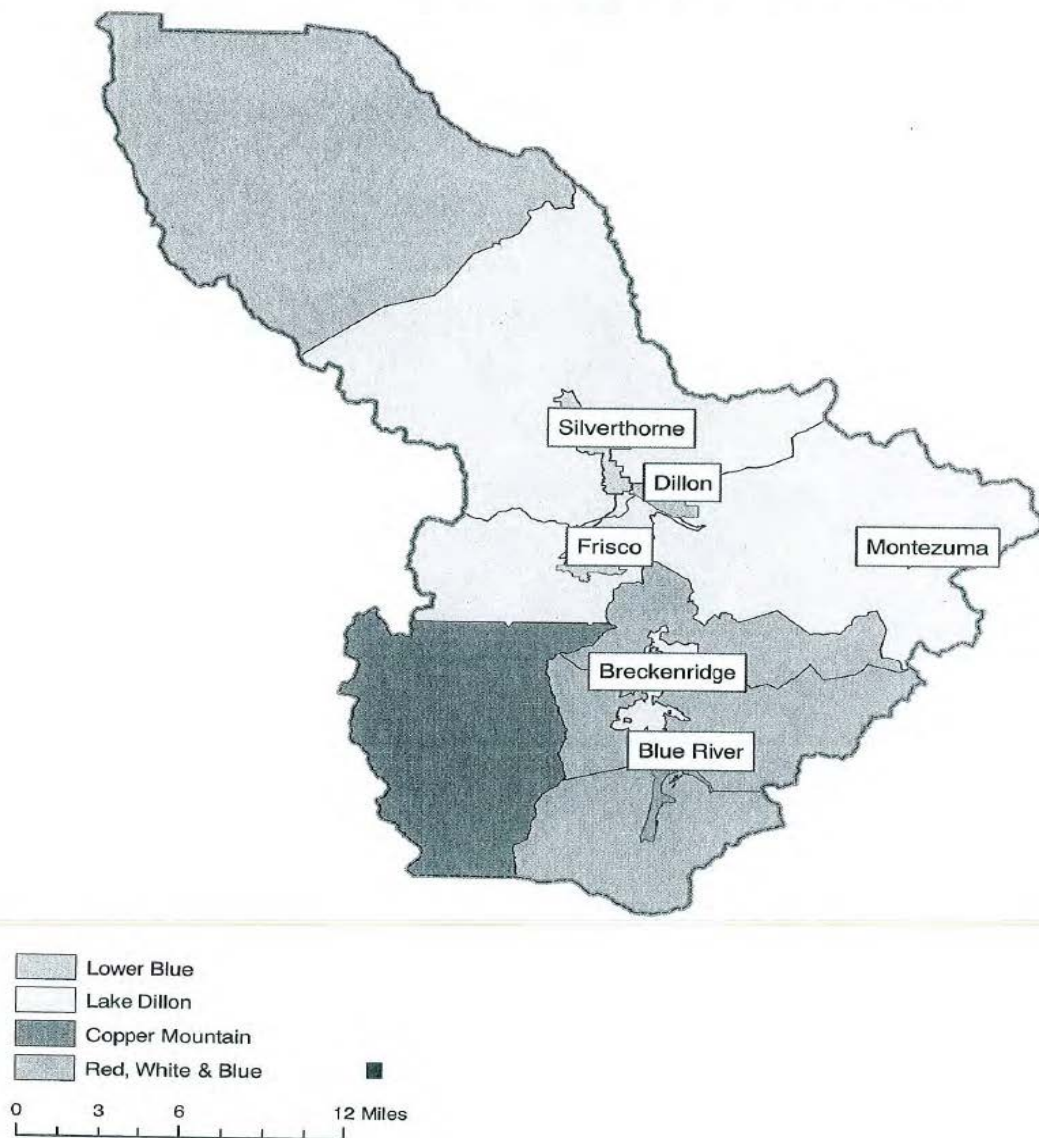 Silverthorne
Dillon
Frisco
Montezuma
Breckenridge
Blue River
Lower Blue
Lake Dillon
Copper Mountain
Red, White & Blue
0 3 6 12 Miles